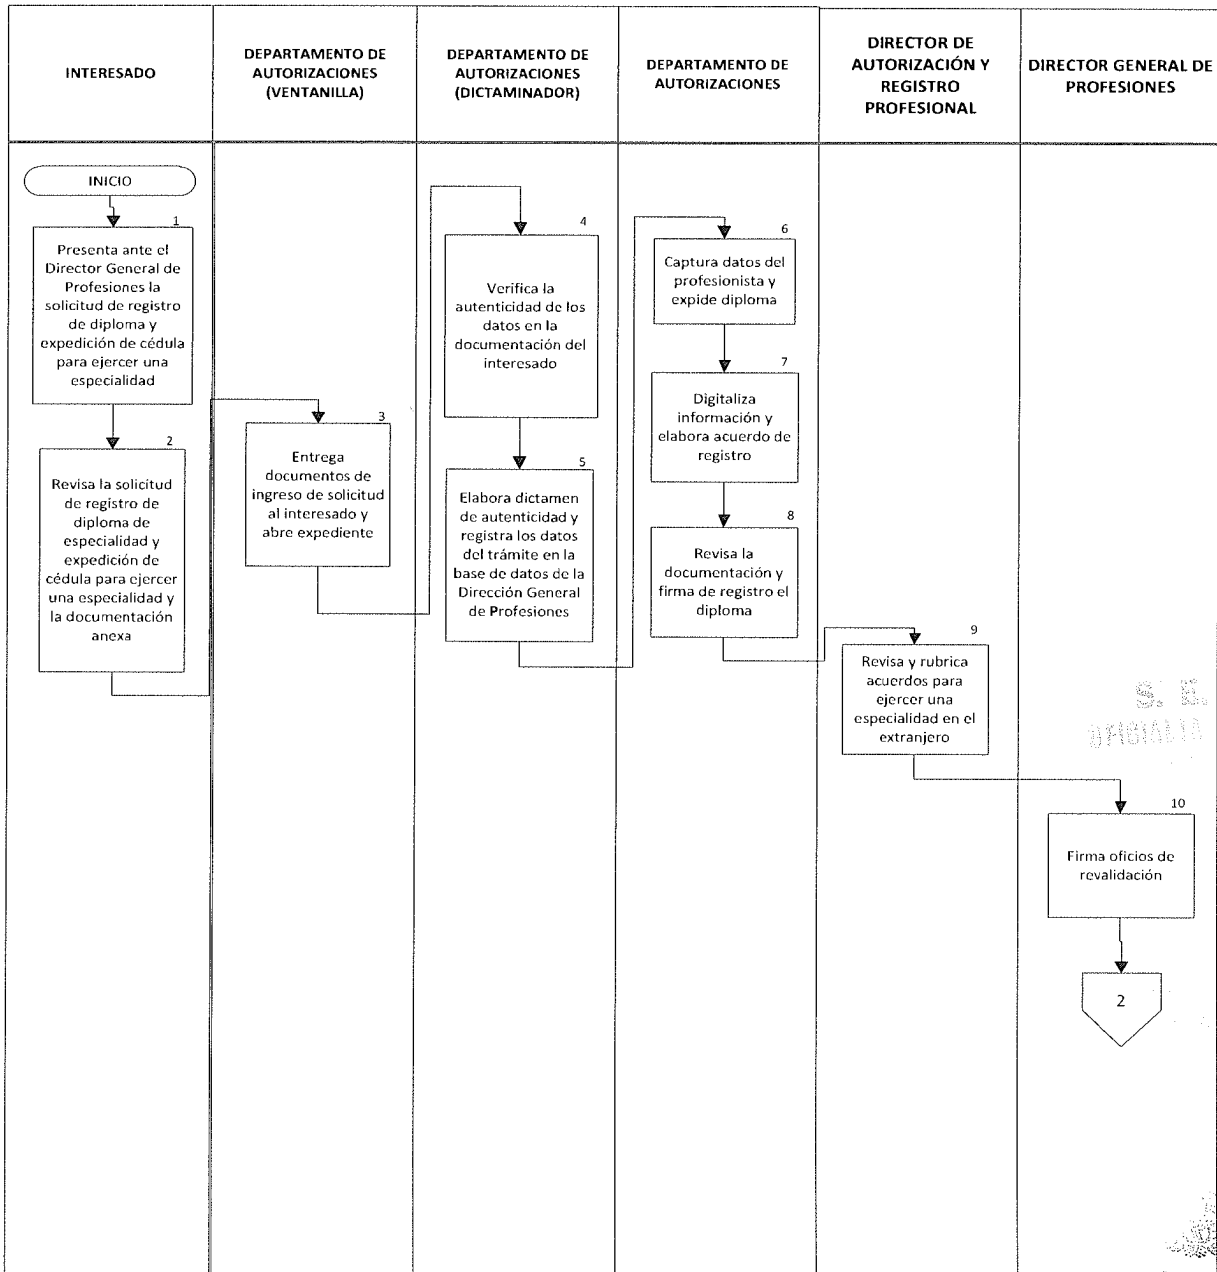 INTERESADO
DEPARTAMENTO DE
AUTORIZACIONES
(VENTANILLA)
DEPARTAMENTO DE
AUTORIZACIONES
(DICTAMINADOR)
DEPARTAMENTO DE
AUTORIZACIONES
DIRECTOR DE
AUTORIZACIÓN Y
REGISTRO
PROFESIONAL
DIRECTOR GENERAL DE
PROFESIONES
INICIO
1
Presenta ante el
Director General de
Profesiones la
solicitud de registro
de diploma y
expedición de cédula
para ejercer una
especialidad
2
Revisa la solicitud
de registro de
diploma de
especialidad y
expedición de
cédula para ejercer
una especialidad y
la documentación
anexa
3
Entrega
documentos de
ingreso de solicitud
al interesado y
abre expediente
4
Verifica la
autenticidad de los
datos en la
documentación del
interesado
5
Elabora dictamen
de autenticidad y
registra los datos
del trámite en la
base de datos de la
Dirección General
de Profesiones
6
Captura datos del
profesionista y
expide diploma
7
Digitaliza
información y
elabora acuerdo de
registro
8
Revisa la
documentación y
firma de registro el
diploma
9
Revisa y rubrica
acuerdos para
ejercer una
especialidad en el
extranjero
S. E.
OFICIALIA
10
Firma oficios de
revalidación
2